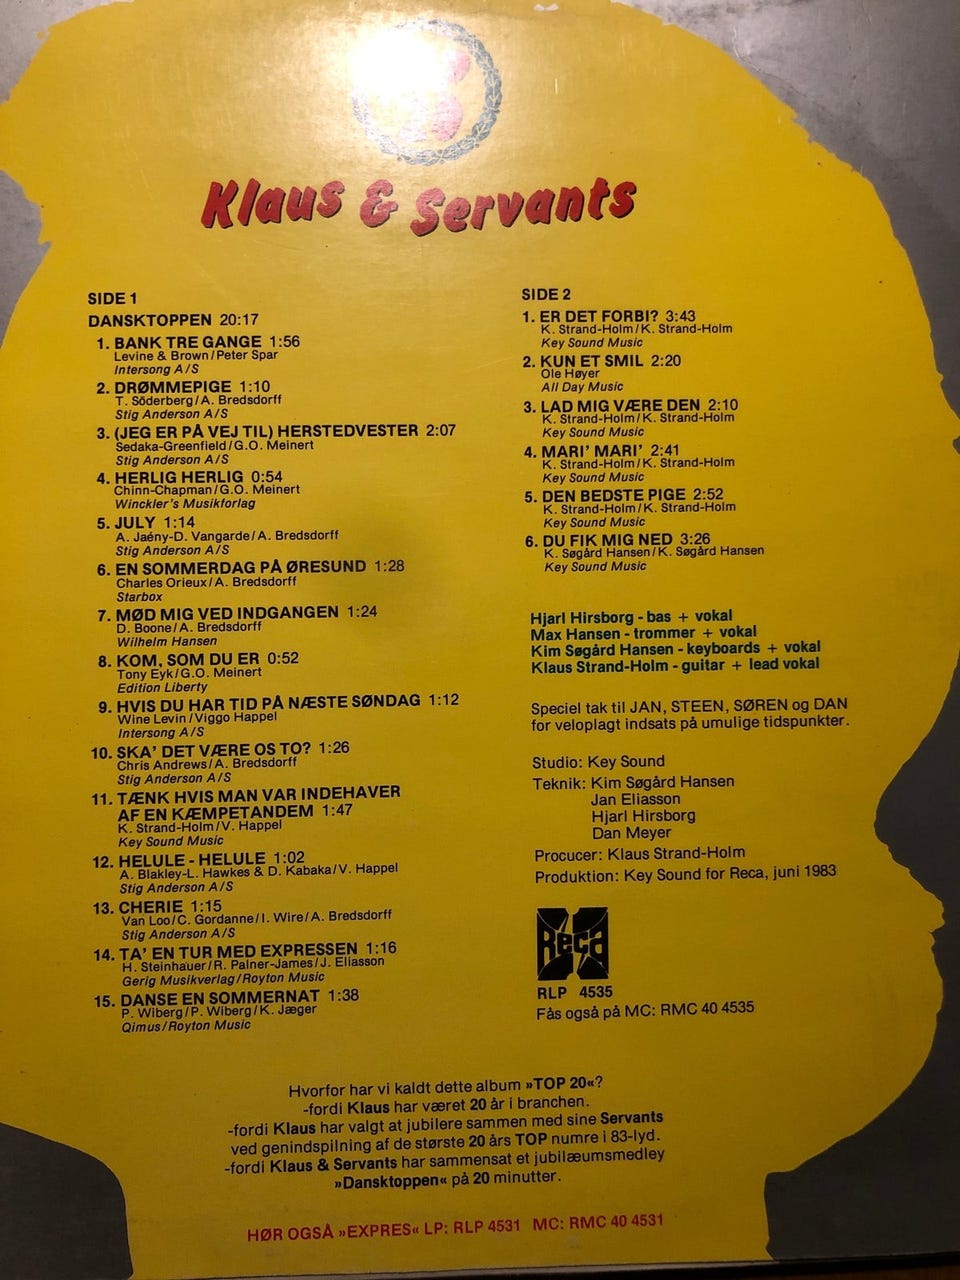 Klaus & Servants
SIDE 1
DANSKTOPPEN 20:17
1. BANK TRE GANGE 1:56
Levine & Brown/Peter Spar
Intersong A/S
2. DRØMMEPIGE 1:10
T. Söderberg/A. Bredsdorff
Stig Anderson A/S
3. (JEG ER PÅ VEJ TIL) HERSTEDVESTER 2:07
Sedaka-Greenfield/G.O. Meinert
Stig Anderson A/S
4. HERLIG HERLIG 0:54
Chinn-Chapman/G.O. Meinert
Winckler's Musikforlag
5. JULY 1:14
A. Jaény-D. Vangarde/A. Bredsdorff
Stig Anderson A/S
6. EN SOMMERDAG PÅ ØRESUND 1:28
Charles Orieux/A. Bredsdorff
Starbox
7. MØD MIG VED INDGANGEN 1:24
D. Boone/A. Bredsdorff
Wilhelm Hansen
8. KOM, SOM DU ER 0:52
Tony Eyk/G.O. Meinert
Edition Liberty
9. HVIS DU HAR TID PÅ NÆSTE SØNDAG 1:12
Wine Levin/Viggo Happel
Intersong A/S
10. SKA' DET VÆRE OS TO? 1:26
Chris Andrews/A. Bredsdorff
Stig Anderson A/S
11. TÆNK HVIS MAN VAR INDEHAVER
AF EN KÆMPETANDEM 1:47
K. Strand-Holm/V. Happel
Key Sound Music
12. HELULE - HELULE 1:02
A. Blakley-L. Hawkes & D. Kabaka/V. Happel
Stig Anderson A/S
13. CHERIE 1:15
Van Loo/C. Gordanne/I. Wire/A. Bredsdorff
Stig Anderson A/S
14. TA' EN TUR MED EXPRESSEN 1:16
H. Steinhauer/R. Palner-James/J. Eliasson
Gerig Musikverlag/Royton Music
15. DANSE EN SOMMERNAT 1:38
P. Wiberg/P. Wiberg/K. Jæger
Qimus/Royton Music
SIDE 2
1. ER DET FORBI? 3:43
K. Strand-Holm/K. Strand-Holm
Key Sound Music
2. KUN ET SMIL 2:20
Ole Høyer
All Day Music
3. LAD MIG VÆRE DEN 2:10
K. Strand-Holm/K. Strand-Holm
Key Sound Music
4. MARI' MARI' 2:41
K. Strand-Holm/K. Strand-Holm
Key Sound Music
5. DEN BEDSTE PIGE 2:52
K. Strand-Holm/K. Strand-Holm
Key Sound Music
6. DU FIK MIG NED 3:26
K. Søgård Hansen/K. Søgård Hansen
Key Sound Music
Hjarl Hirsborg - bas + vokal
Max Hansen - trommer + vokal
Kim Søgård Hansen - keyboards + vokal
Klaus Strand-Holm - guitar + lead vokal
Speciel tak til JAN, STEEN, SØREN og DAN
for veloplagt indsats på umulige tidspunkter.
Studio: Key Sound
Teknik: Kim Søgård Hansen
Jan Eliasson
Hjarl Hirsborg
Dan Meyer
Procucer: Klaus Strand-Holm
Produktion: Key Sound for Reca, juni 1983
Reca
RLP 4535
Fås også på MC: RMC 40 4535
Hvorfor har vi kaldt dette album »TOP 20«?
-fordi Klaus har været 20 år i branchen.
-fordi Klaus har valgt at jubilere sammen med sine Servants
ved genindspilning af de største 20 års TOP numre i 83-lyd.
-fordi Klaus & Servants har sammensat et jubilæumsmedley
»Dansktoppen« på 20 minutter.
HØR OGSÅ »EXPRES« LP: RLP 4531 MC: RMC 40 4531